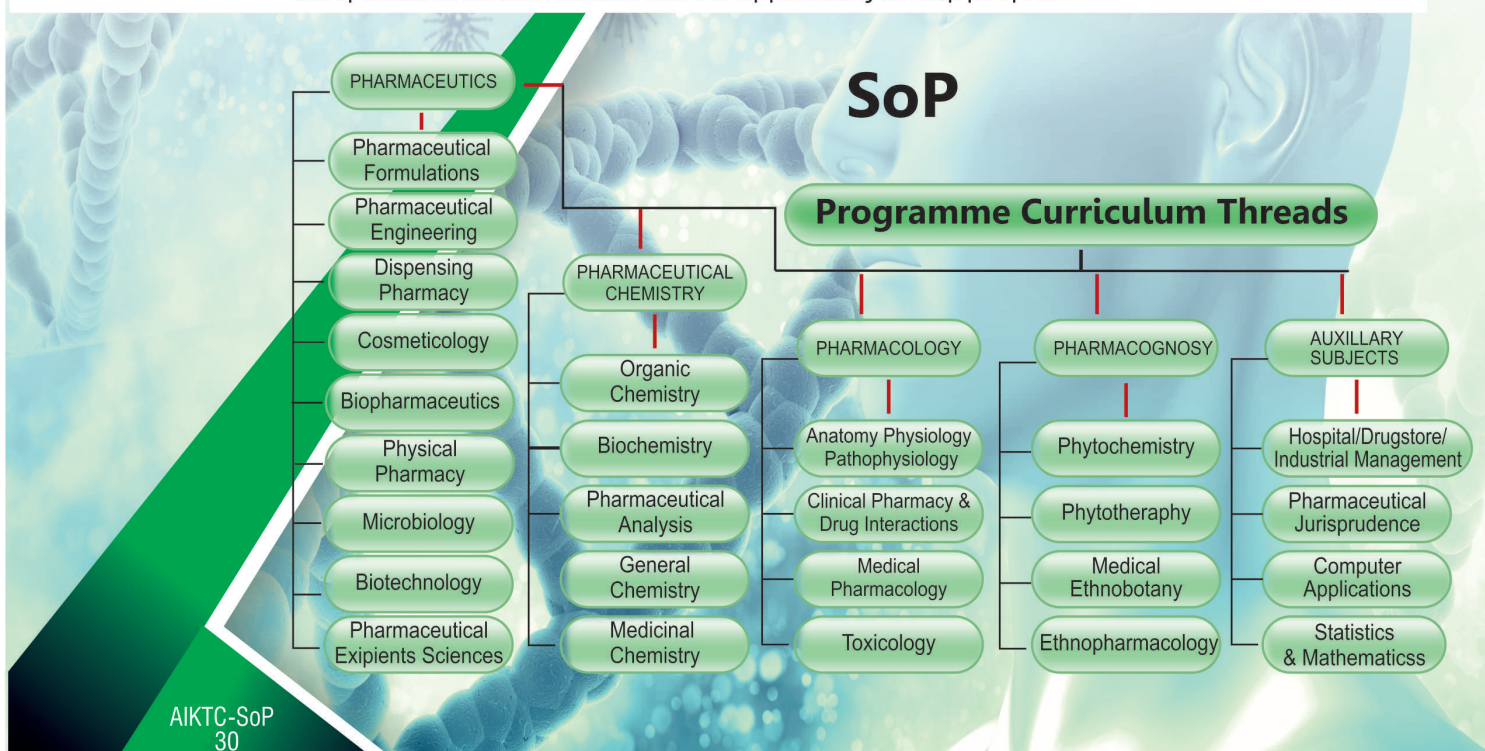 SoP
Programme Curriculum Threads
PHARMACEUTICS
Pharmaceutical
Formulations
Pharmaceutical
Engineering
Dispensing
Pharmacy
Cosmeticology
Biopharmaceutics
Physical
Pharmacy
Microbiology
Biotechnology
Pharmaceutical
Exipients Sciences
PHARMACEUTICAL
CHEMISTRY
Organic
Chemistry
Biochemistry
Pharmaceutical
Analysis
General
Chemistry
Medicinal
Chemistry
PHARMACOLOGY
Anatomy Physiology
Pathophysiology
Clinical Pharmacy &
Drug Interactions
Medical
Pharmacology
Toxicology
PHARMACOGNOSY
Phytochemistry
Phytotheraphy
Medical
Ethnobotany
Ethnopharmacology
AUXILLARY
SUBJECTS
Hospital/Drugstore/
Industrial Management
Pharmaceutical
Jurisprudence
Computer
Applications
Statistics
& Mathematicss
AIKTC-SoP
30